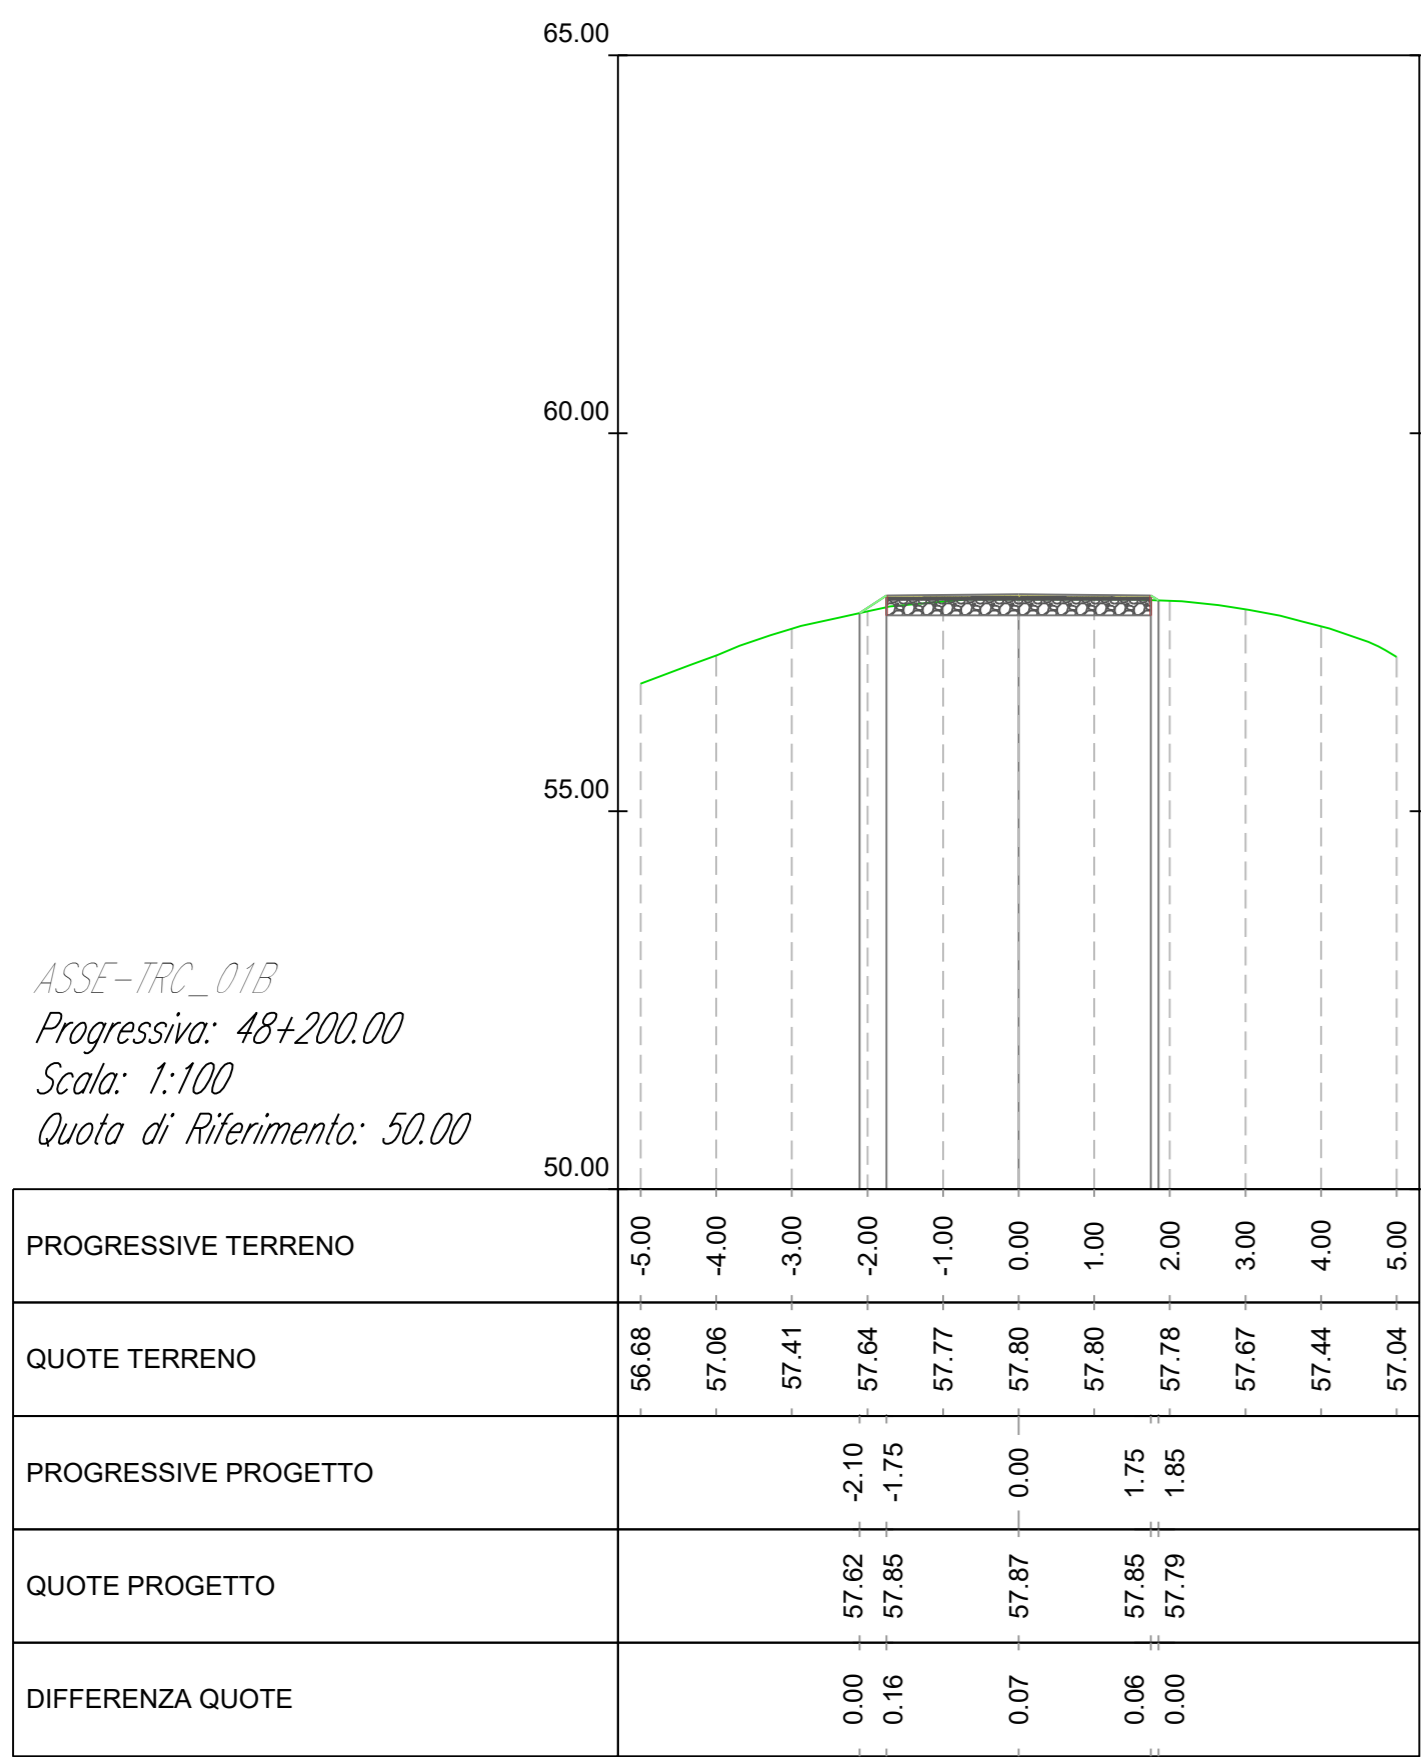 65.00
60.00
55.00
ASSE-TRC_01B
Progressiva: 48+200.00
Scala: 1:100
Quota di Riferimento: 50.00
50.00
PROGRESSIVE TERRENO -5.00 -4.00 -3.00 -2.00 -1.00 0.00 1.00 2.00 3.00 4.00 5.00
QUOTE TERRENO 56.68 57.06 57.41 57.64 57.77 57.80 57.80 57.78 57.67 57.44 57.04
PROGRESSIVE PROGETTO -2.10 -1.75 0.00 1.75 1.85
QUOTE PROGETTO 57.62 57.85 57.87 57.85 57.79
DIFFERENZA QUOTE 0.00 0.16 0.07 0.06 0.00